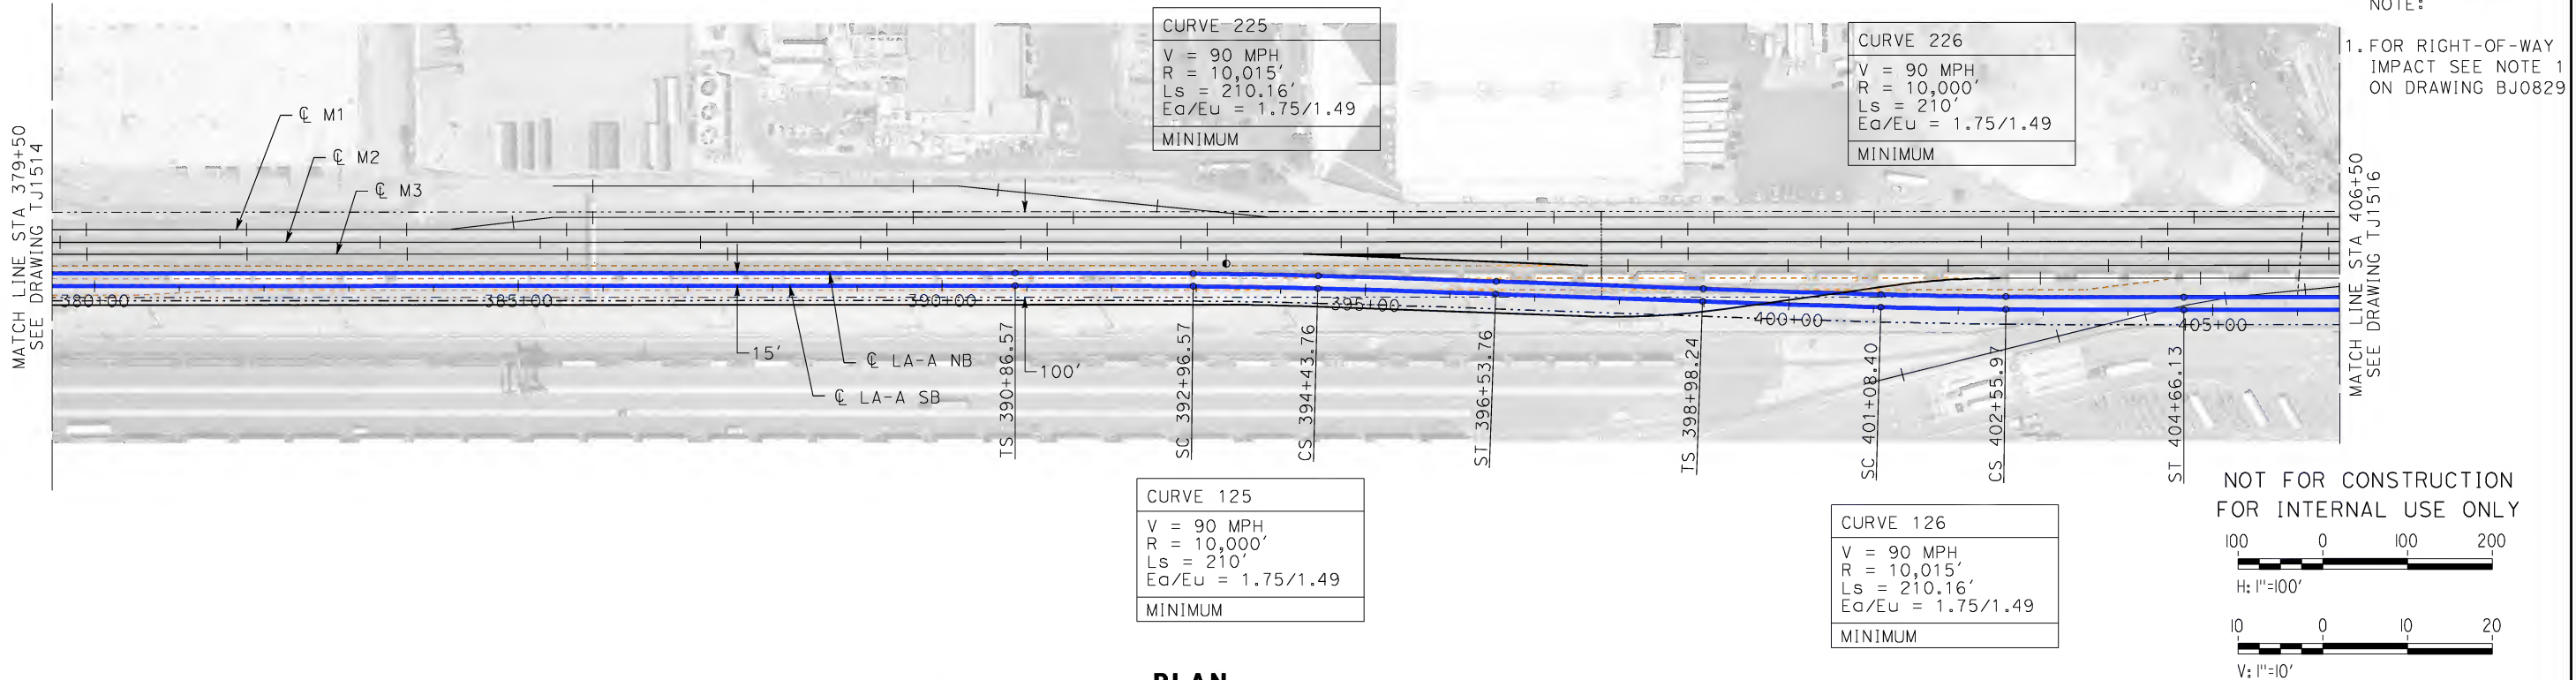 NOTE:
1. FOR RIGHT-OF-WAY
IMPACT SEE NOTE 1
ON DRAWING BJ0829
CURVE 225
V = 90 MPH
R = 10,015'
Ls = 210.16'
Ea/Eu = 1.75/1.49
MINIMUM
CURVE 226
V = 90 MPH
R = 10,000'
Ls = 210'
Ea/Eu = 1.75/1.49
MINIMUM
MATCH LINE STA 379+50
SEE DRAWING TJ1514
℄ M1
℄ M2
℄ M3
MATCH LINE STA 406+50
SEE DRAWING TJ1516
380+00
385+00
390+00
395+00
400+00
405+00
15'
℄ LA-A NB
℄ LA-A SB
100'
TS 390+86.57
SC 392+96.57
CS 394+43.76
ST 396+53.76
TS 398+98.24
SC 401+08.40
CS 402+55.97
ST 404+66.13
CURVE 125
V = 90 MPH
R = 10,000'
Ls = 210'
Ea/Eu = 1.75/1.49
MINIMUM
CURVE 126
V = 90 MPH
R = 10,015'
Ls = 210.16'
Ea/Eu = 1.75/1.49
MINIMUM
NOT FOR CONSTRUCTION
FOR INTERNAL USE ONLY
100 0 100 200
H: 1"=100'
10 0 10 20
V: 1"=10'
PLAN